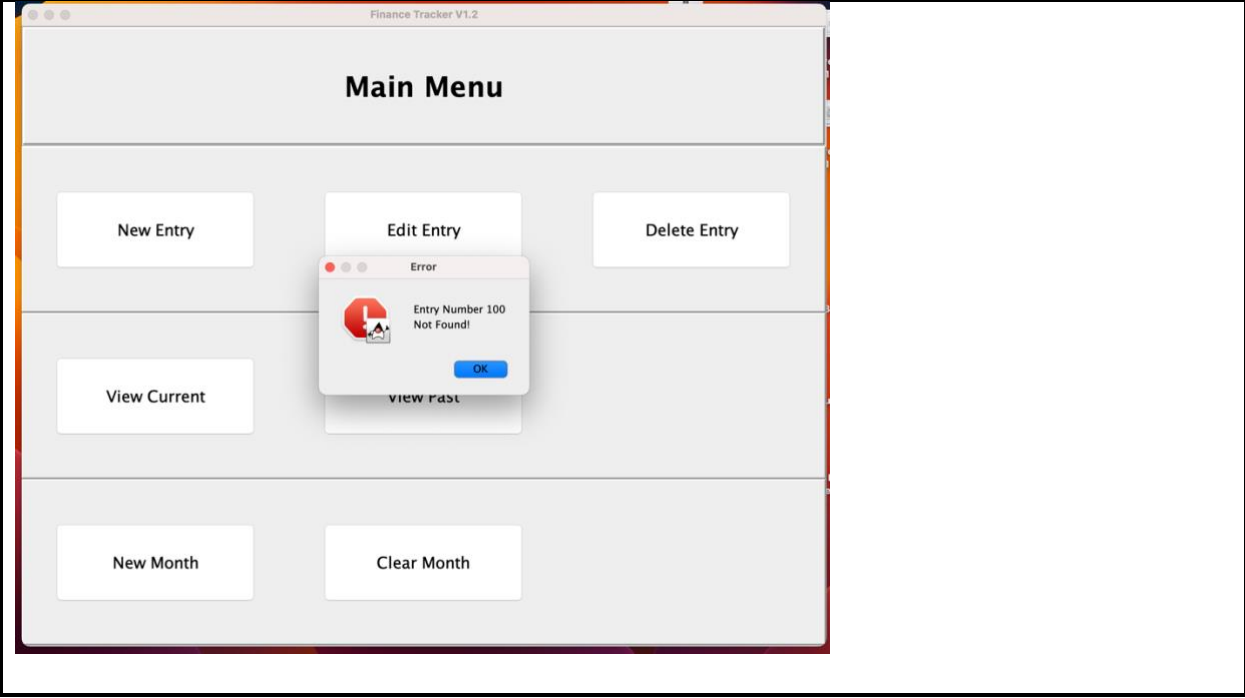 Finance Tracker V1.2
Main Menu
New Entry
Edit Entry
Delete Entry
Error
Entry Number 100
Not Found!
OK
View Current
View Past
New Month
Clear Month